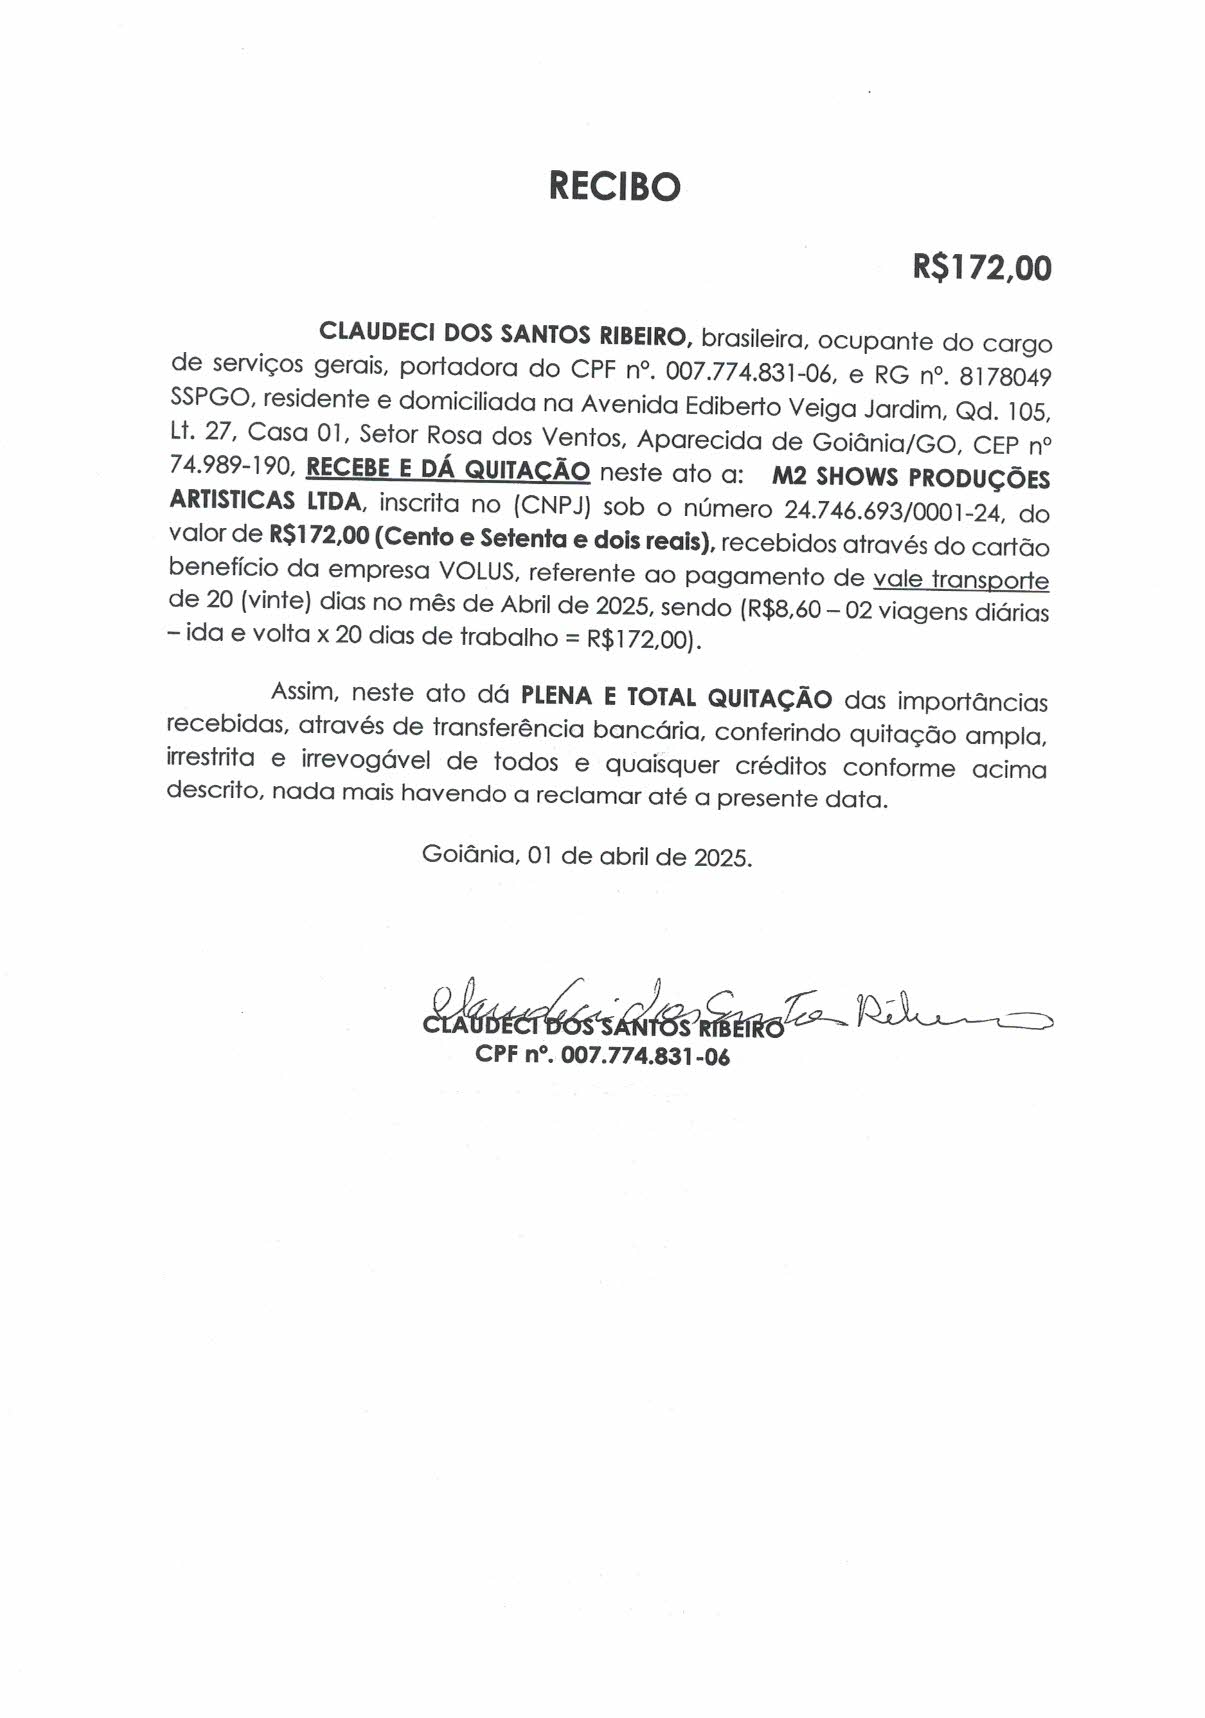 RECIBO
R$172,00
CLAUDECI DOS SANTOS RIBEIRO, brasileira, ocupante do cargo
de serviços gerais, portadora do CPF nº. 007.774.831-06, e RG nº. 8178049
SSPGO, residente e domiciliada na Avenida Ediberto Veiga Jardim, Qd. 105,
Lt. 27, Casa 01, Setor Rosa dos Ventos, Aparecida de Goiânia/GO, CEP nº
74.989-190, RECEBE E DÁ QUITAÇÃO neste ato a: M2 SHOWS PRODUÇÕES
ARTISTICAS LTDA, inscrita no (CNPJ) sob o número 24.746.693/0001-24, do
valor de R$172,00 (Cento e Setenta e dois reais), recebidos através do cartão
benefício da empresa VOLUS, referente ao pagamento de vale transporte
de 20 (vinte) dias no mês de Abril de 2025, sendo (R$8,60 – 02 viagens diárias
– ida e volta x 20 dias de trabalho = R$172,00).
Assim, neste ato dá PLENA E TOTAL QUITAÇÃO das importâncias
recebidas, através de transferência bancária, conferindo quitação ampla,
irrestrita e irrevogável de todos e quaisquer créditos conforme acima
descrito, nada mais havendo a reclamar até a presente data.
Goiânia, 01 de abril de 2025.
Claudeci dos Santos Ribeiro
CLAUDECI DOS SANTOS RIBEIRO
CPF nº. 007.774.831-06